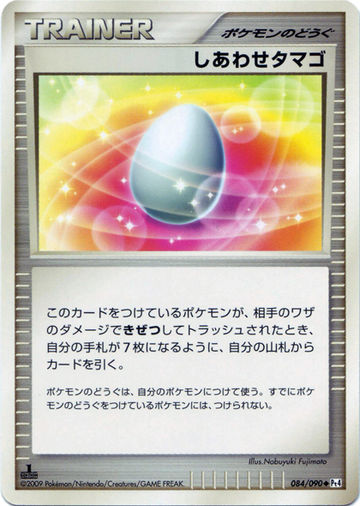 TRAINER
ポケモンのどうぐ
しあわせタマゴ
このカードをつけているポケモンが、相手のワザ
のダメージできぜつしてトラッシュされたとき、
自分の手札が7枚になるように、自分の山札から
カードを引く。
ポケモンのどうぐは、自分のポケモンにつけて使う。すでにポ
ケモンのどうぐをつけているポケモンには、つけられない。
Illus.Nobuyuki Fujimoto
1
EDITION
©2009 Pokémon/Nintendo/Creatures/GAME FREAK.
084/090◆ Pt4